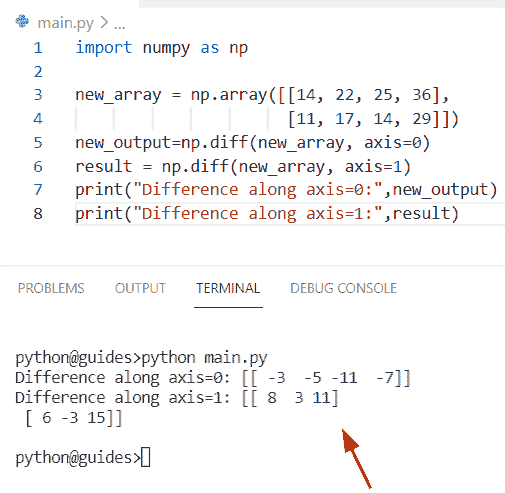 main.py > ...
1 import numpy as np
2
3 new_array = np.array([[14, 22, 25, 36],
4                       [11, 17, 14, 29]])
5 new_output=np.diff(new_array, axis=0)
6 result = np.diff(new_array, axis=1)
7 print("Difference along axis=0:",new_output)
8 print("Difference along axis=1:",result)
PROBLEMS OUTPUT TERMINAL DEBUG CONSOLE
python@guides>python main.py
Difference along axis=0: [[ -3  -5 -11  -7]]
Difference along axis=1: [[ 8  3 11]
 [ 6 -3 15]]
python@guides>